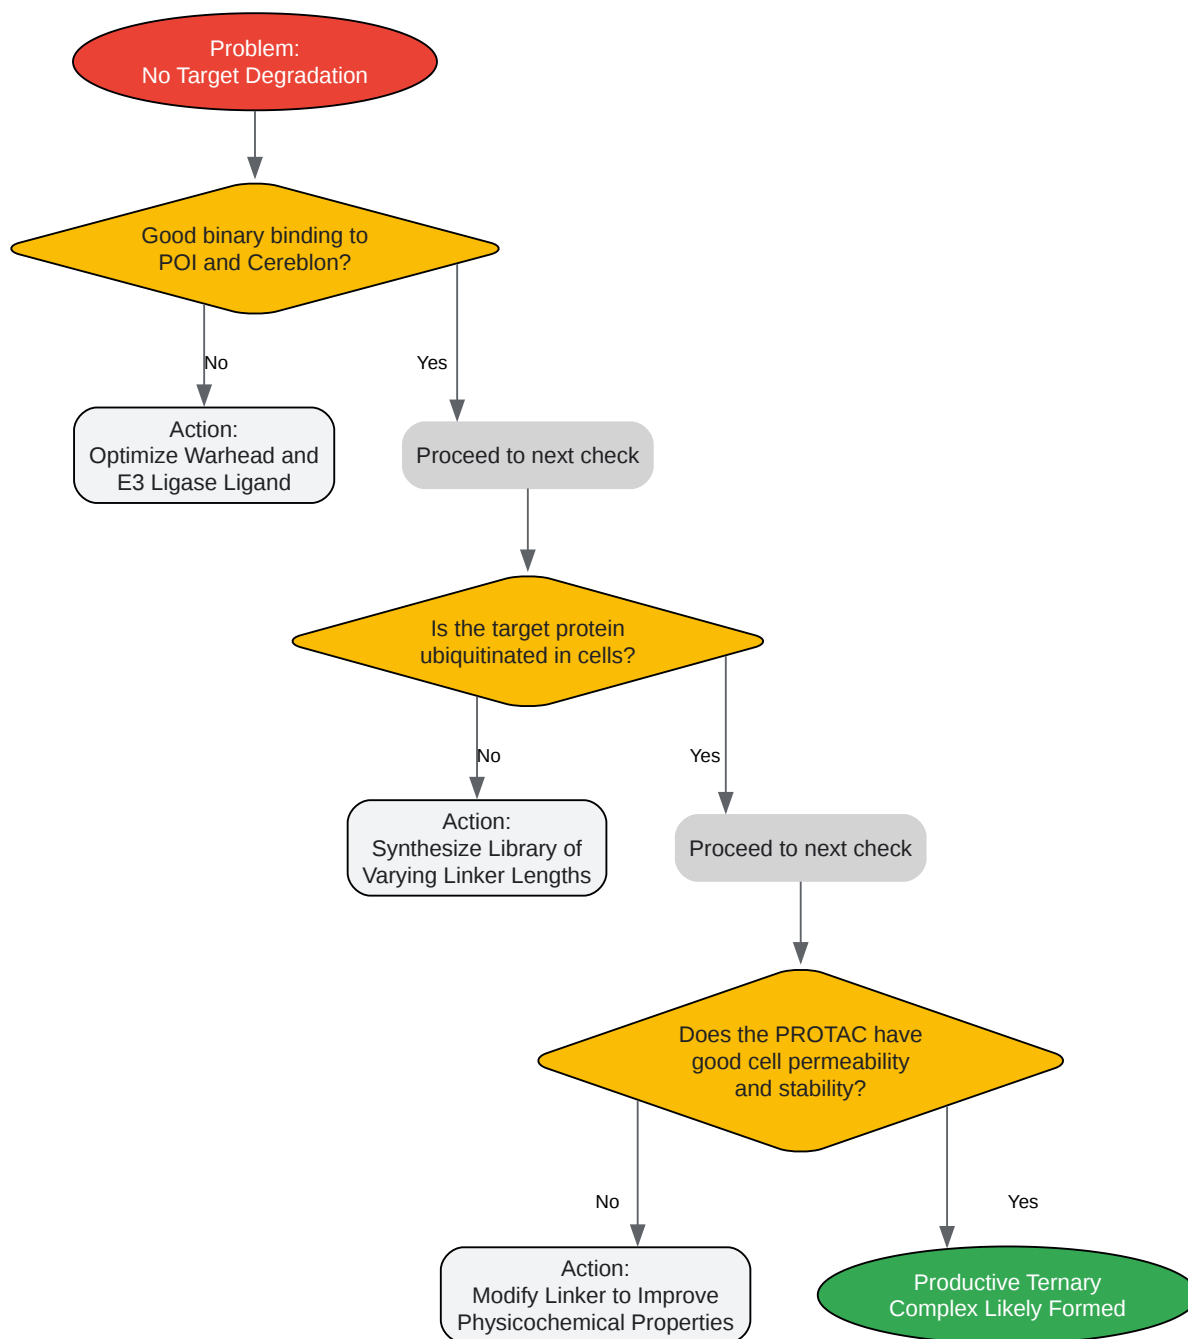 Problem:
No Target Degradation
Good binary binding to
POI and Cereblon?
No
Yes
Action:
Optimize Warhead and
E3 Ligase Ligand
Proceed to next check
Is the target protein
ubiquitinated in cells?
No
Yes
Action:
Synthesize Library of
Varying Linker Lengths
Proceed to next check
Does the PROTAC have
good cell permeability
and stability?
No
Yes
Action:
Modify Linker to Improve
Physicochemical Properties
Productive Ternary
Complex Likely Formed